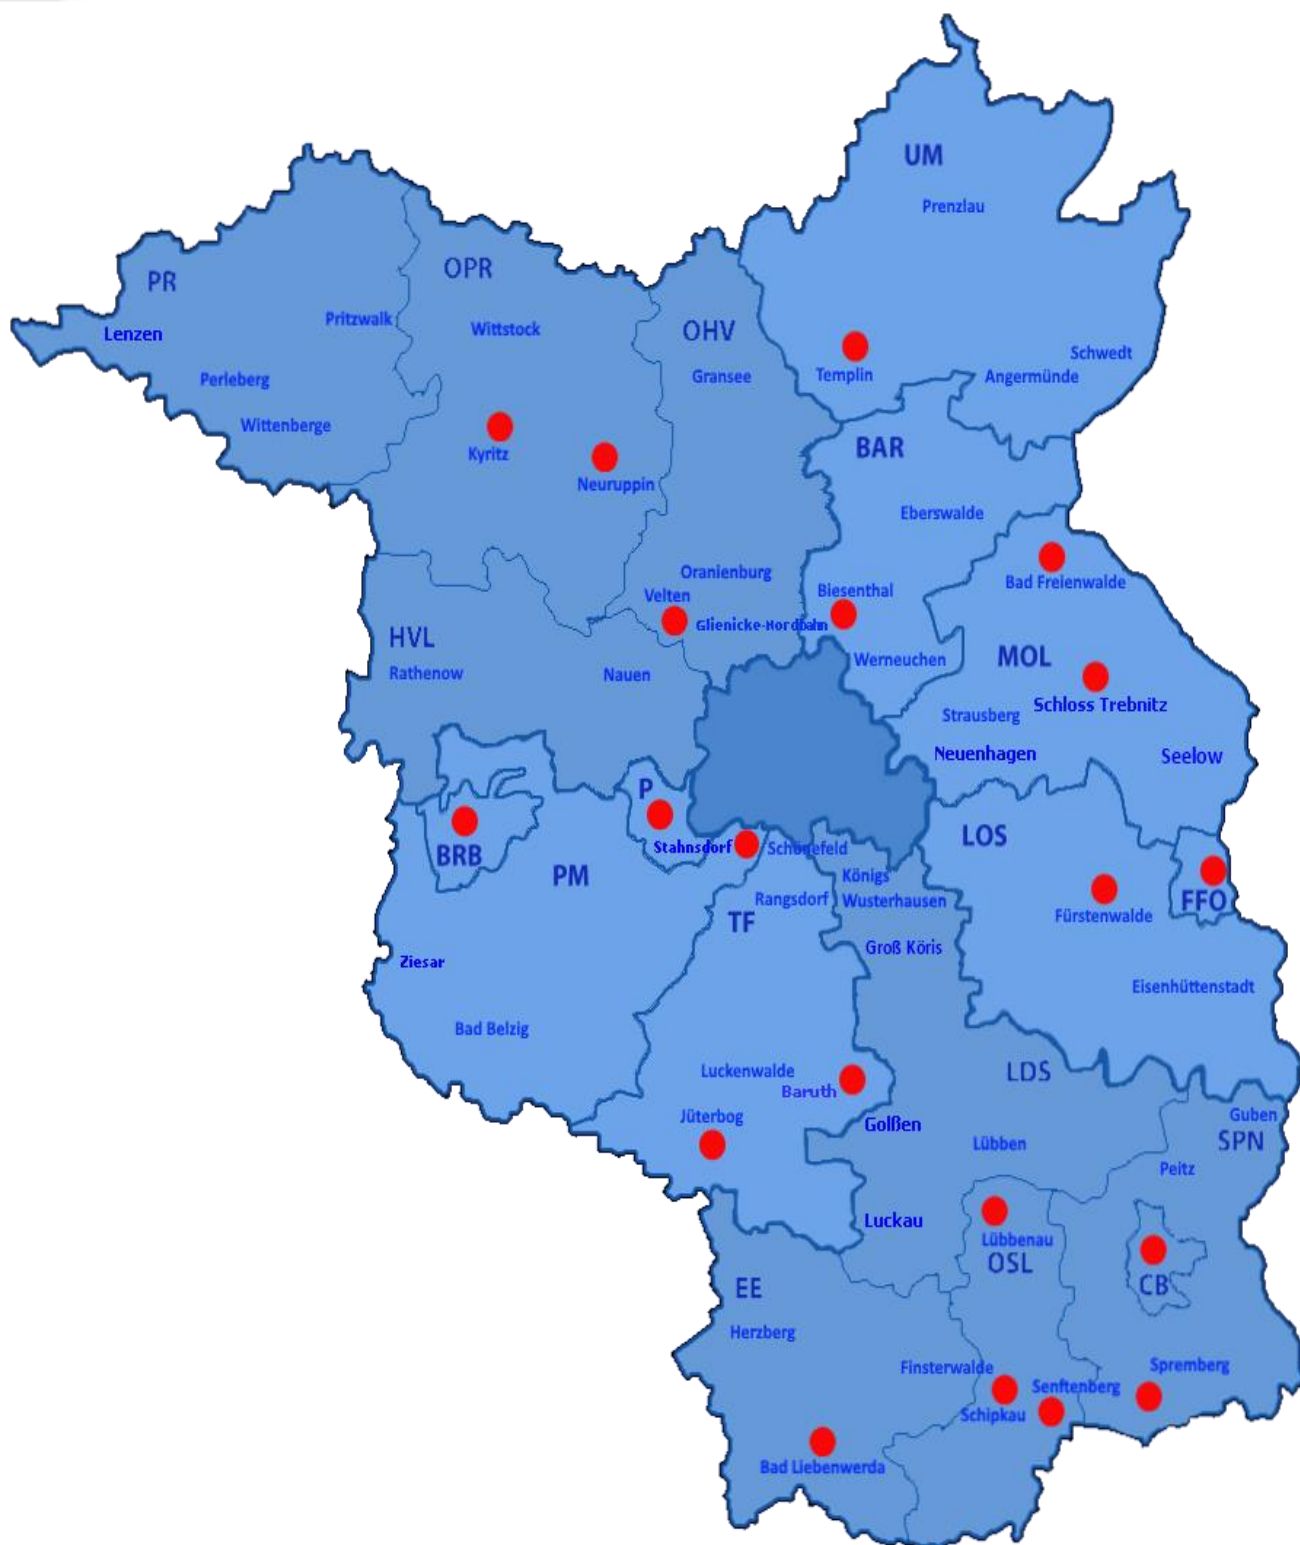 UM
Prenzlau
OPR
PR
Pritzwalk
Wittstock
OHV
Lenzen
Schwedt
Perleberg
Gransee
Templin
Angermünde
Wittenberge
Kyritz
BAR
Neuruppin
Eberswalde
Oranienburg
Bad Freienwalde
Velten
Biesenthal
Glienicke-Nordbahn
HVL
Rathenow
Nauen
Werneuchen
MOL
Schloss Trebnitz
Strausberg
Neuenhagen
Seelow
P
LOS
Stahnsdorf
Schönefeld
BRB
PM
Königs
Wusterhausen
Rangsdorf
FFO
TF
Fürstenwalde
Groß Köris
Ziesar
Eisenhüttenstadt
Bad Belzig
Luckenwalde
LDS
Baruth
Jüterbog
Golßen
Guben
SPN
Lübben
Peitz
Luckau
Lübbenau
OSL
CB
EE
Herzberg
Finsterwalde
Spremberg
Senftenberg
Schipkau
Bad Liebenwerda